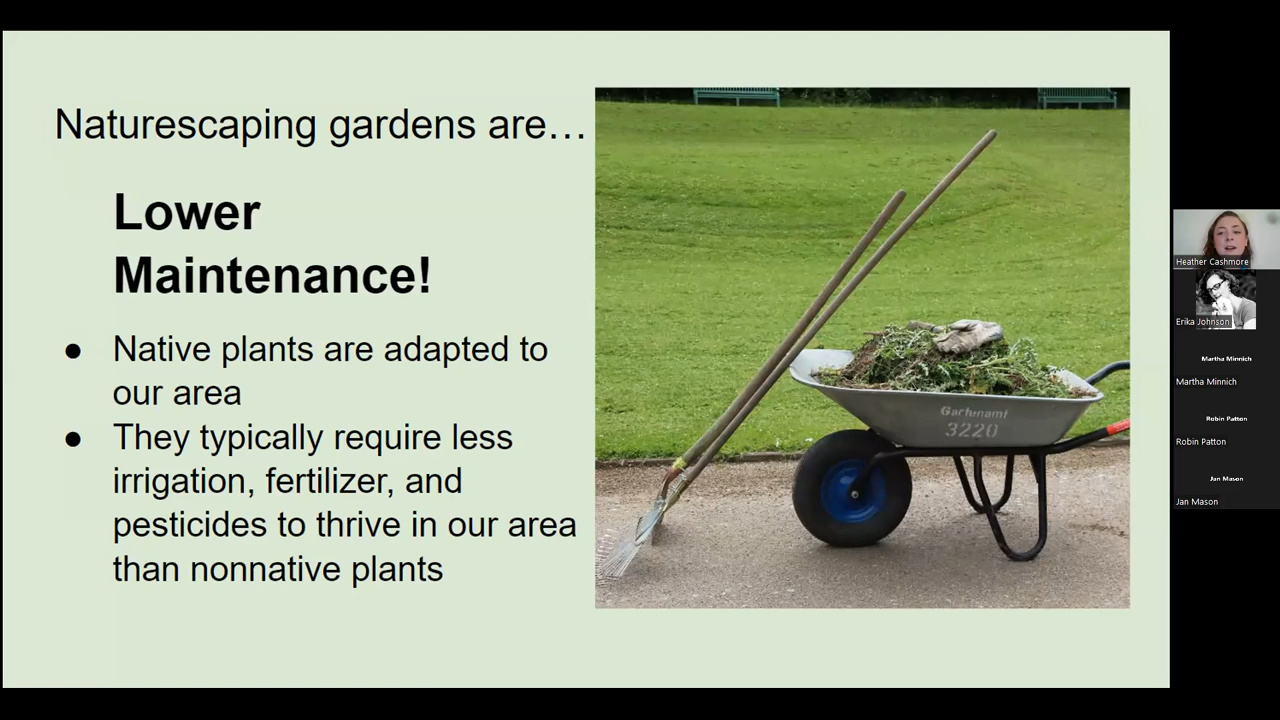 Naturescaping gardens are…
Lower
Maintenance!
● Native plants are adapted to
our area
● They typically require less
irrigation, fertilizer, and
pesticides to thrive in our area
than nonnative plants
Gartenamt
3220
Heather Cashmore
Erika Johnson
Martha Minnich
Martha Minnich
Robin Patton
Robin Patton
Jan Mason
Jan Mason